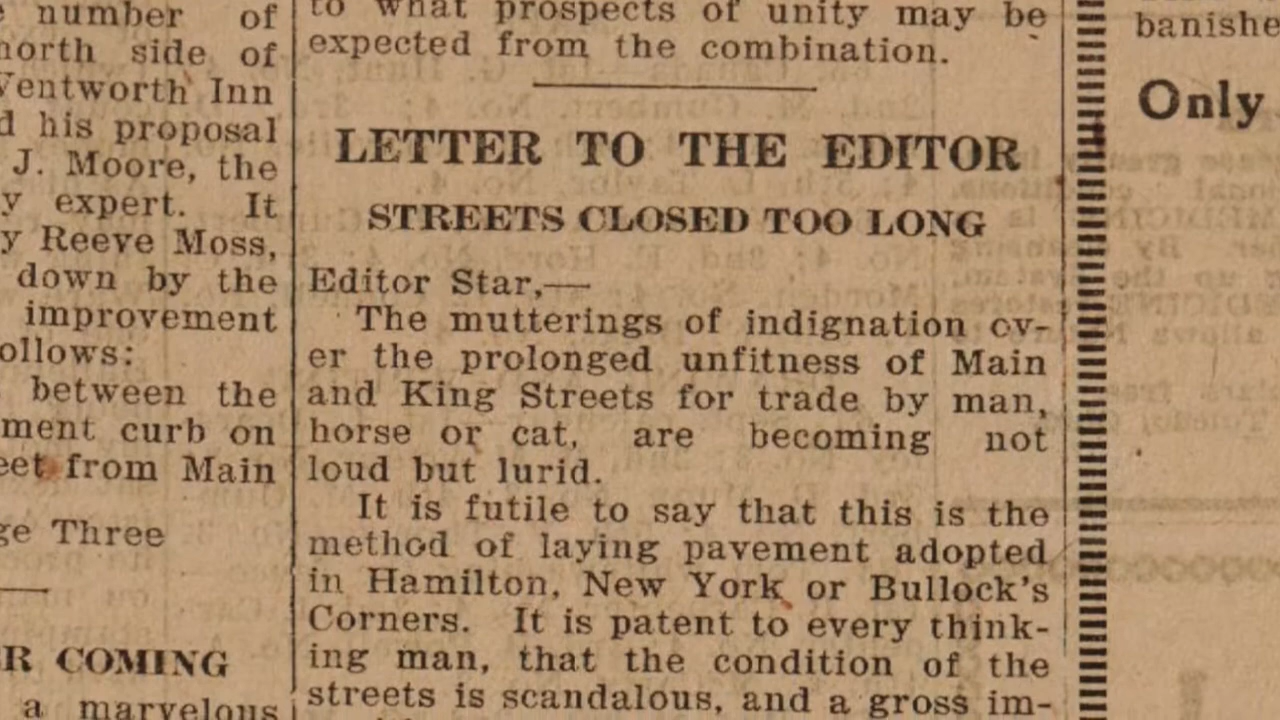 number of
north side of
Wentworth Inn
his proposal
J. Moore, the
y expert. It
y Reeve Moss,
down by the
improvement
ollows:
between the
ment curb on
eet from Main
ge Three
R COMING
a marvelous
to what prospects of unity may be
expected from the combination.
LETTER TO THE EDITOR
STREETS CLOSED TOO LONG
Editor Star,—
The mutterings of indignation ov-
er the prolonged unfitness of Main
and King Streets for trade by man,
horse or cat, are becoming not
loud but lurid.
It is futile to say that this is the
method of laying pavement adopted
in Hamilton, New York or Bullock's
Corners. It is patent to every think-
ing man, that the condition of the
streets is scandalous, and a gross im-
banishe
Only